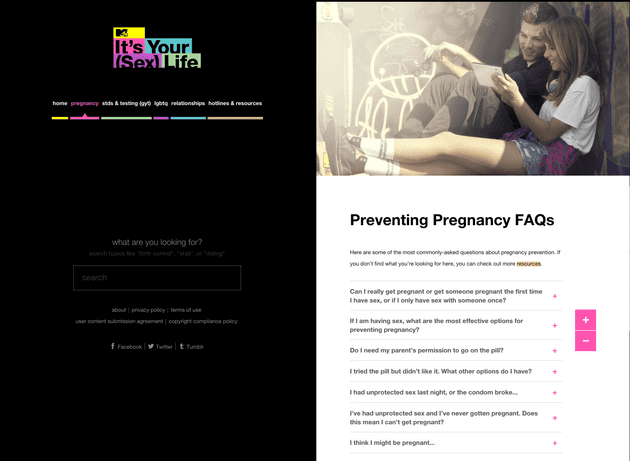 MTV
It's Your
(Sex) Life
home pregnancy stds & testing (gyt) lgbtq relationships hotlines & resources
what are you looking for?
search topics like "birth control", "stds", or "dating"
search
about | privacy policy | terms of use
user content submission agreement | copyright compliance policy
f Facebook | Twitter | t Tumblr
Preventing Pregnancy FAQs
Here are some of the most commonly-asked questions about pregnancy prevention. If
you don't find what you're looking for here, you can check out more resources.
Can I really get pregnant or get someone pregnant the first time
I have sex, or if I only have sex with someone once? +
If I am having sex, what are the most effective options for
preventing pregnancy? +
Do I need my parent's permission to go on the pill? +
I tried the pill but didn't like it. What other options do I have? +
I had unprotected sex last night, or the condom broke... +
I've had unprotected sex and I've never gotten pregnant. Does
this mean I can't get pregnant? +
I think I might be pregnant... +
+
−